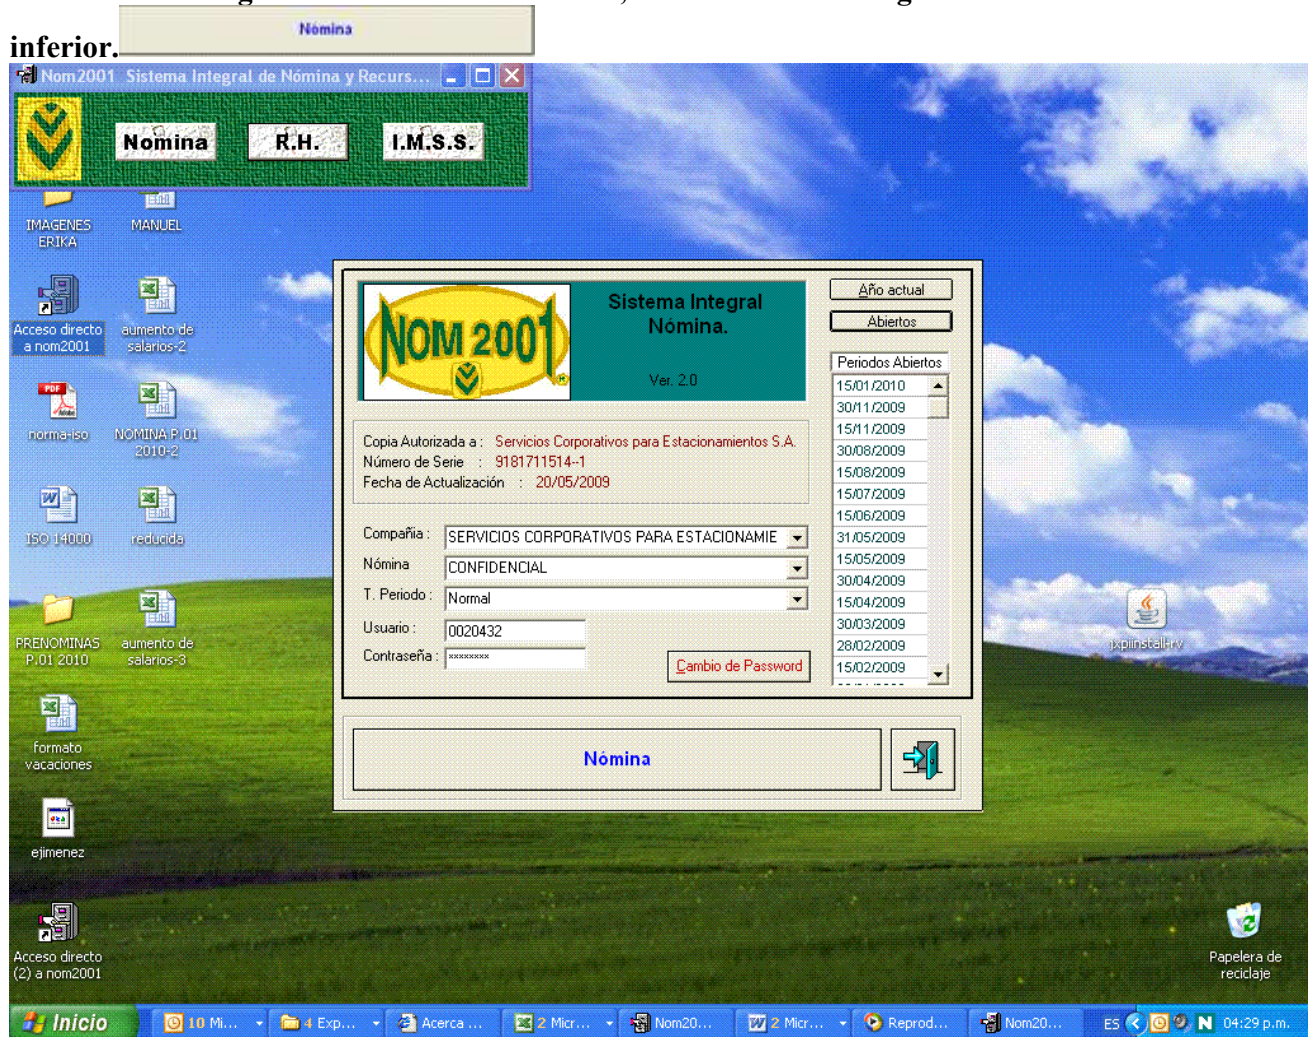 Nómina
inferior.
Nom2001 Sistema Integral de Nómina y Recurs...
Nomina R.H. I.M.S.S.
IMAGENES ERIKA
MANUEL
Acceso directo a nom2001
aumento de salarios-2
norma-iso
NOMINA P.01 2010-2
ISO 14000
reducida
PRENOMINAS P.01 2010
aumento de salarios-3
formato vacaciones
ejimenez
Acceso directo (2) a nom2001
NOM 2001
Sistema Integral
Nómina.
Ver. 2.0
Año actual
Abiertos
Periodos Abiertos
15/01/2010
30/11/2009
15/11/2009
30/08/2009
15/08/2009
15/07/2009
15/06/2009
31/05/2009
15/05/2009
30/04/2009
15/04/2009
30/03/2009
28/02/2009
15/02/2009
Copia Autorizada a : Servicios Corporativos para Estacionamientos S.A.
Número de Serie : 9181711514--1
Fecha de Actualización : 20/05/2009
Compañia : SERVICIOS CORPORATIVOS PARA ESTACIONAMIE
Nómina CONFIDENCIAL
T. Periodo : Normal
Usuario : 0020432
Contraseña : ××××××××
Cambio de Password
Nómina
jxpiinstall-rv
Papelera de reciclaje
Inicio 10 Mi... 4 Exp... Acerca ... 2 Micr... Nom20... 2 Micr... Reprod... Nom20... ES N 04:29 p.m.